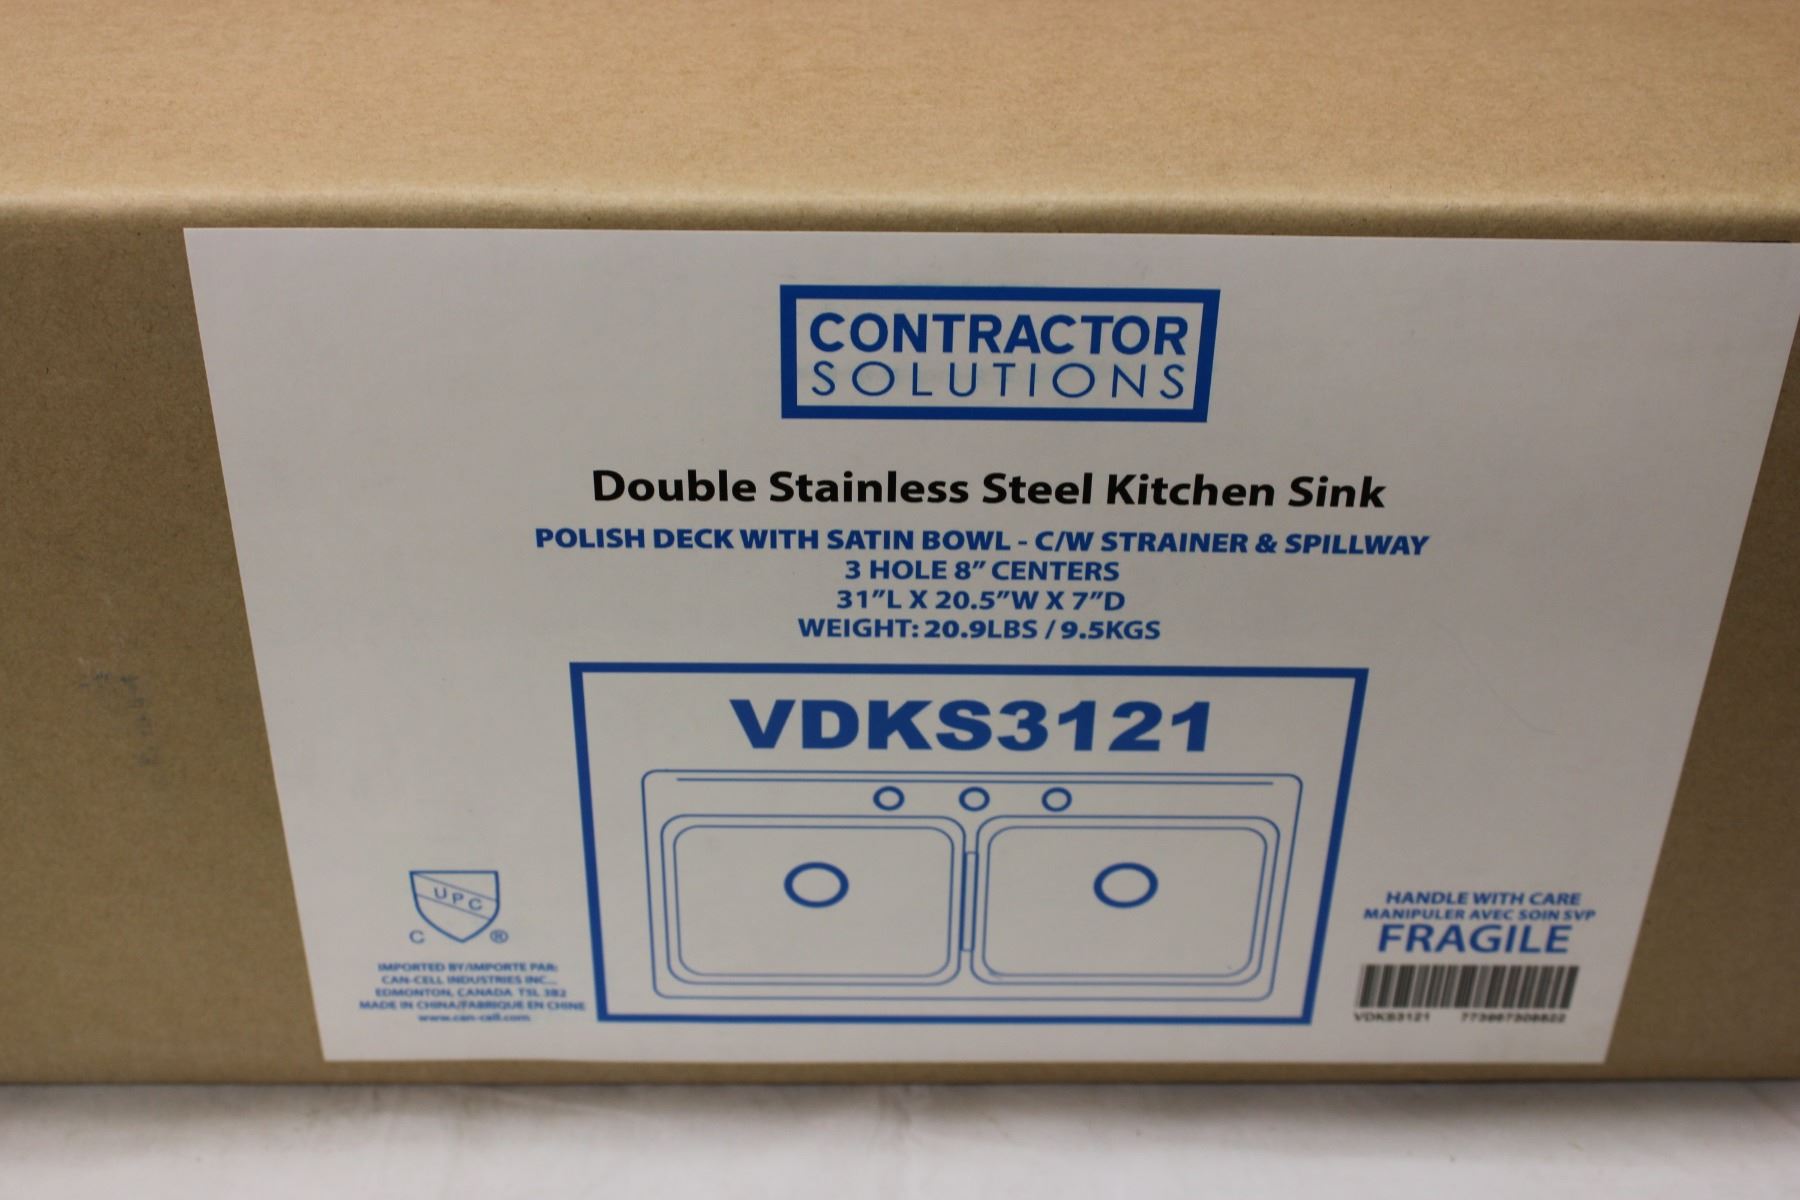 CONTRACTOR
SOLUTIONS
Double Stainless Steel Kitchen Sink
POLISH DECK WITH SATIN BOWL - C/W STRAINER & SPILLWAY
3 HOLE 8” CENTERS
31”L X 20.5”W X 7”D
WEIGHT: 20.9LBS / 9.5KGS
VDKS3121
UPC
C ®
IMPORTED BY/IMPORTE PAR:
CAN-CELL INDUSTRIES INC...
EDMONTON, CANADA T5L 3B2
MADE IN CHINA/FABRIQUE EN CHINE
www.can-cell.com
HANDLE WITH CARE
MANIPULER AVEC SOIN SVP
FRAGILE
VDKS3121